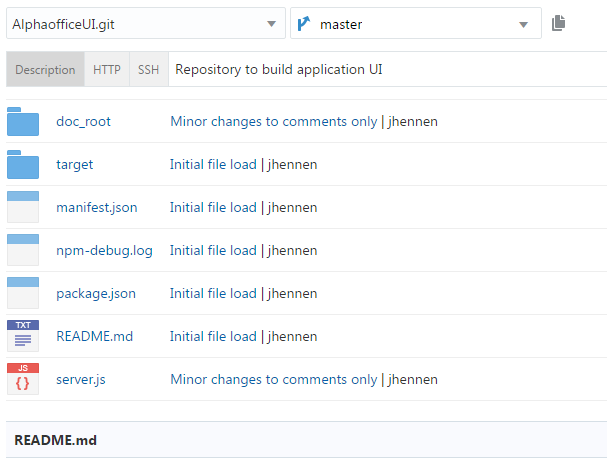 AlphaofficeUI.git master
Description HTTP SSH Repository to build application UI
doc_root Minor changes to comments only | jhennen
target Initial file load | jhennen
manifest.json Initial file load | jhennen
npm-debug.log Initial file load | jhennen
package.json Initial file load | jhennen
TXT README.md Initial file load | jhennen
JS { } server.js Minor changes to comments only | jhennen
README.md